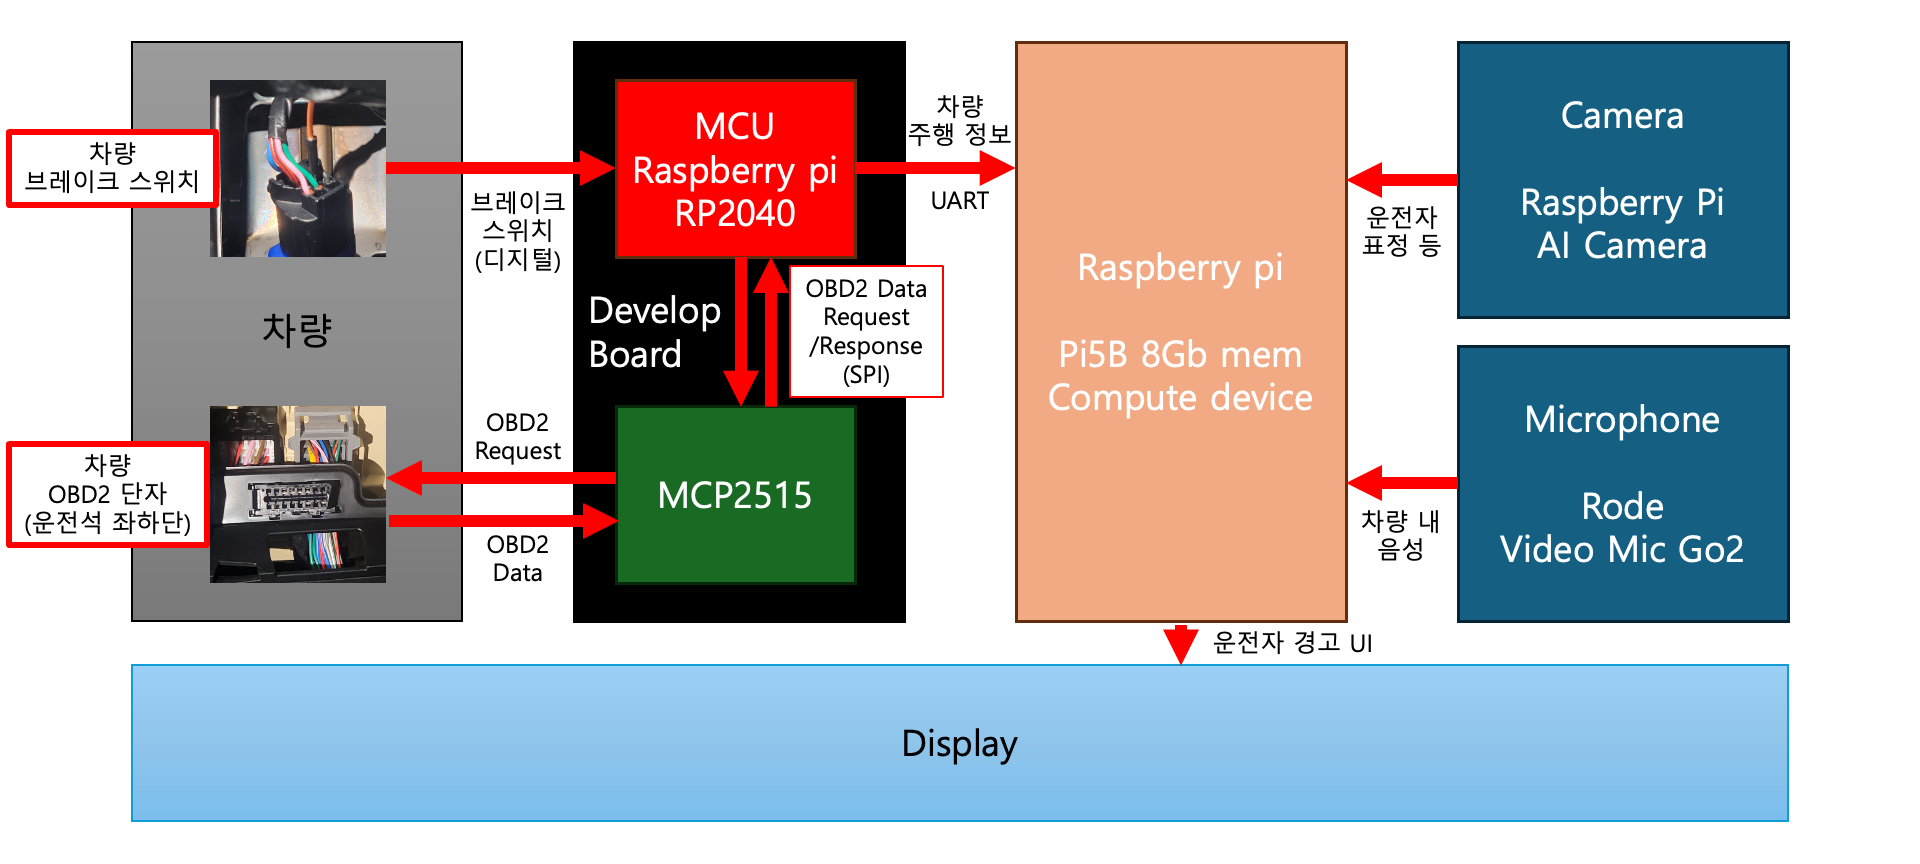 차량
브레이크 스위치
차량
차량
OBD2 단자
(운전석 좌하단)
브레이크
스위치
(디지털)
OBD2
Request
OBD2
Data
MCU
Raspberry pi
RP2040
Develop
Board
OBD2 Data
Request
/Response
(SPI)
MCP2515
차량
주행 정보
UART
Raspberry pi
Pi5B 8Gb mem
Compute device
운전자
표정 등
차량 내
음성
Camera
Raspberry Pi
AI Camera
Microphone
Rode
Video Mic Go2
운전자 경고 UI
Display